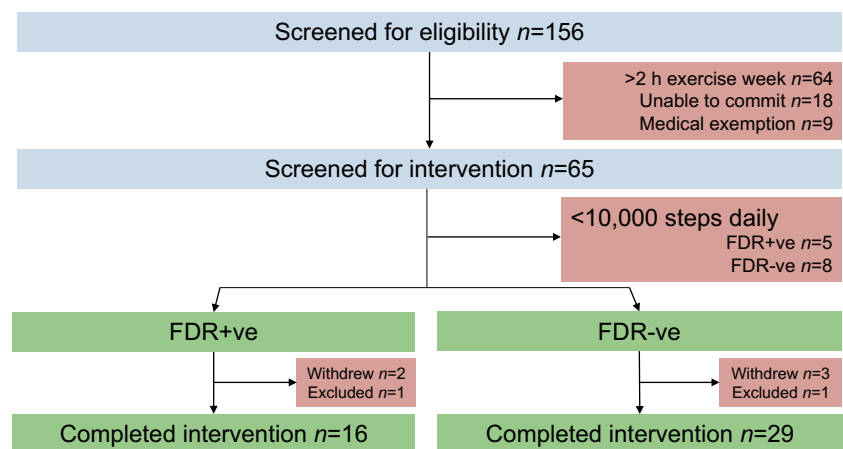 Screened for eligibility n=156
>2 h exercise week n=64
Unable to commit n=18
Medical exemption n=9
Screened for intervention n=65
<10,000 steps daily
FDR+ve n=5
FDR-ve n=8
FDR+ve
FDR-ve
Withdrew n=2
Excluded n=1
Withdrew n=3
Excluded n=1
Completed intervention n=16
Completed intervention n=29